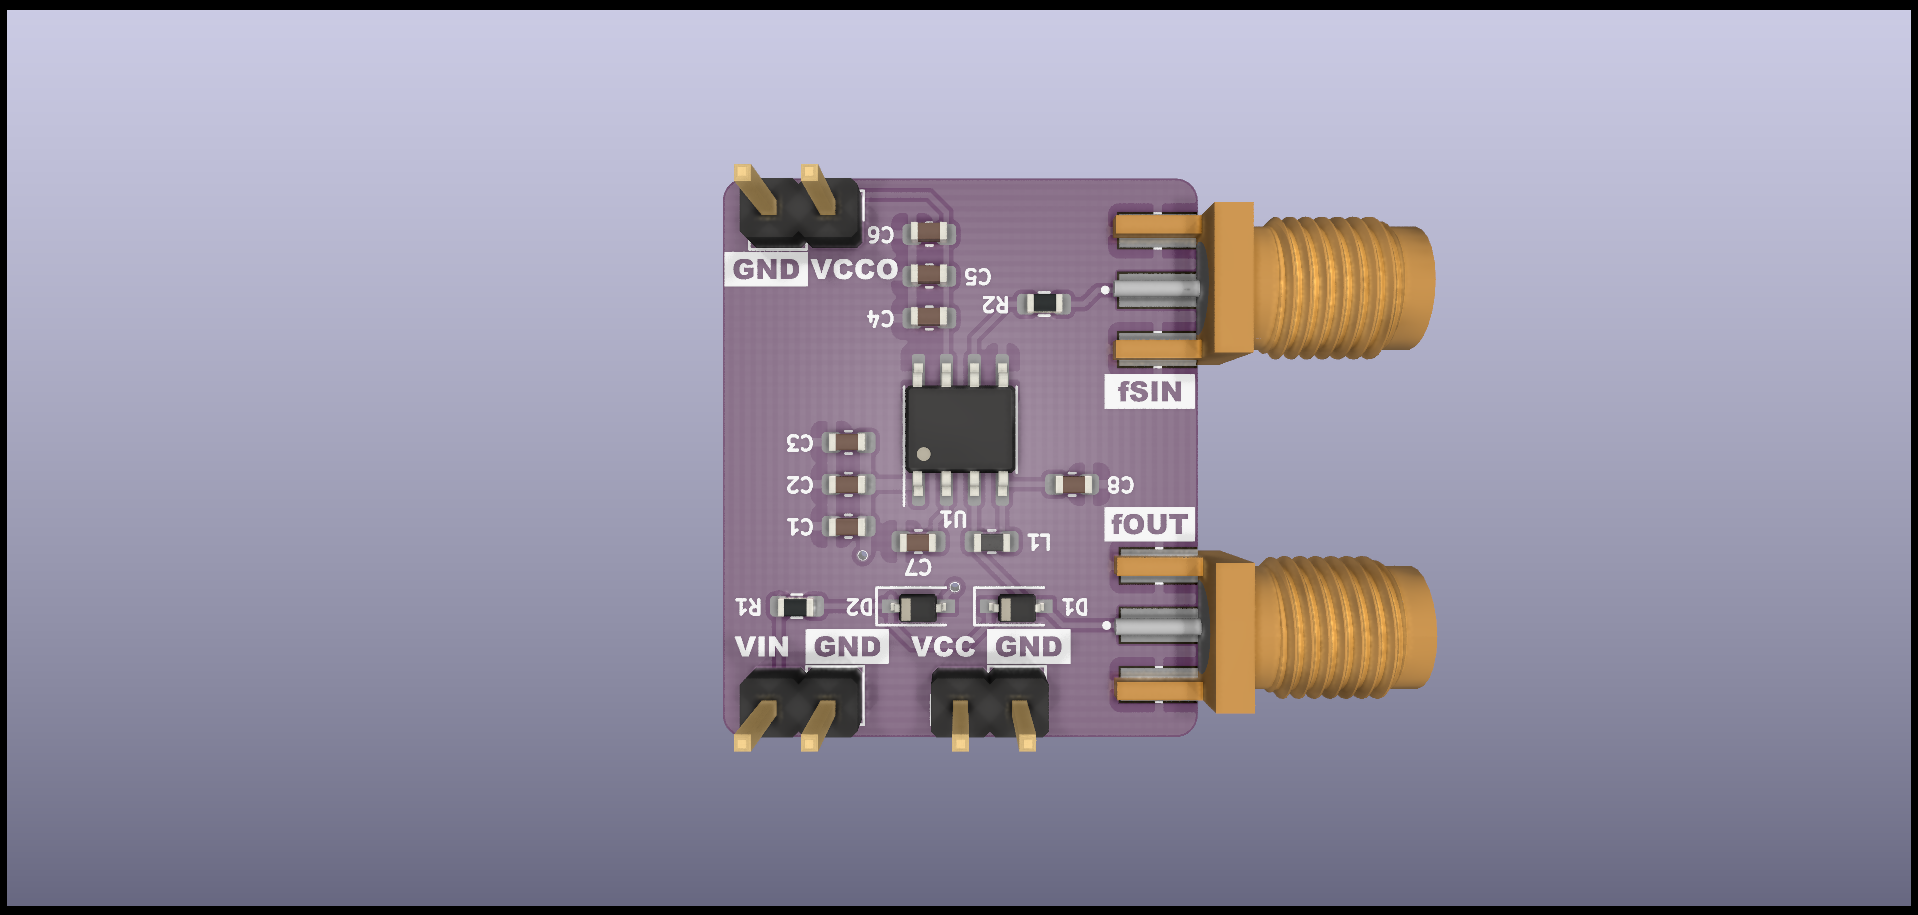 C6
GND VCCO
C5
R2
C4
fSIN
C3
C2
C8
U1
fOUT
C1
L1
C7
R1
D2
D1
VIN GND VCC GND